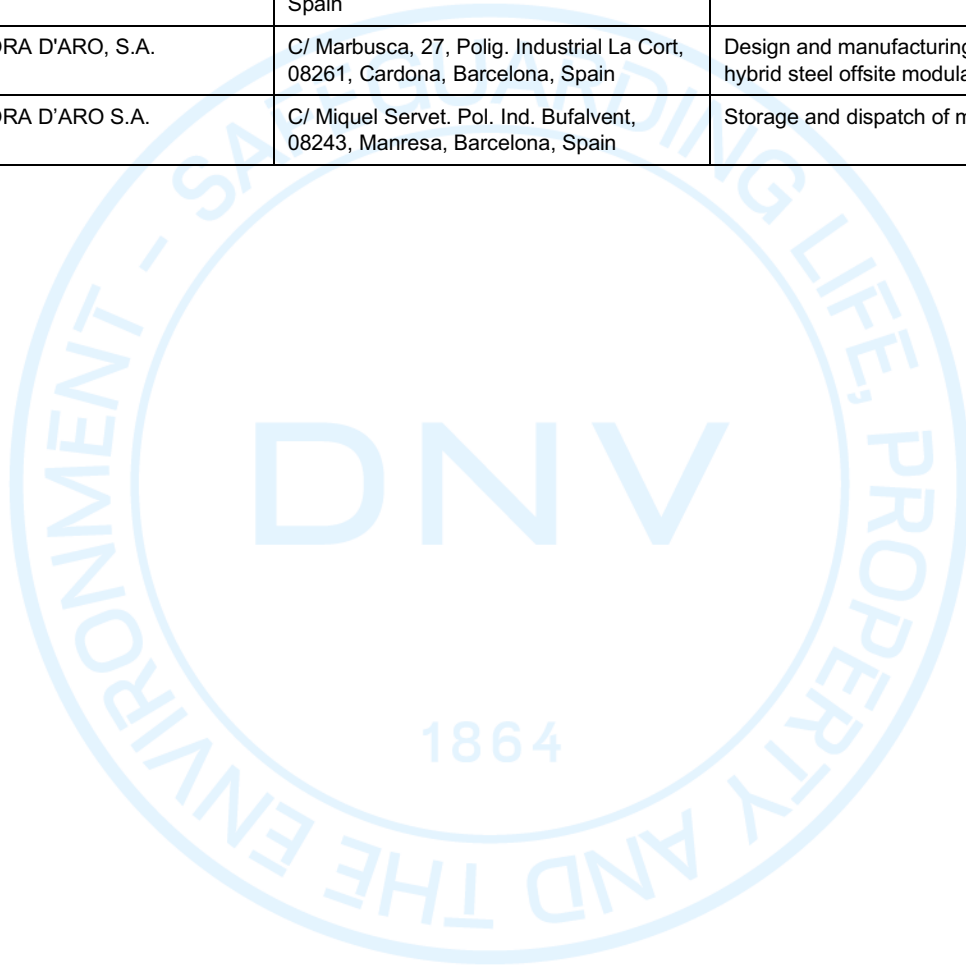 Spain
ORA D'ARO, S.A.
C/ Marbusca, 27, Polig. Industrial La Cort,
08261, Cardona, Barcelona, Spain
Design and manufacturing
hybrid steel offsite modula
ORA D’ARO S.A.
C/ Miquel Servet. Pol. Ind. Bufalvent,
08243, Manresa, Barcelona, Spain
Storage and dispatch of m
SAFEGUARDING LIFE, PROPERTY AND THE ENVIRONMENT -
DNV
1864